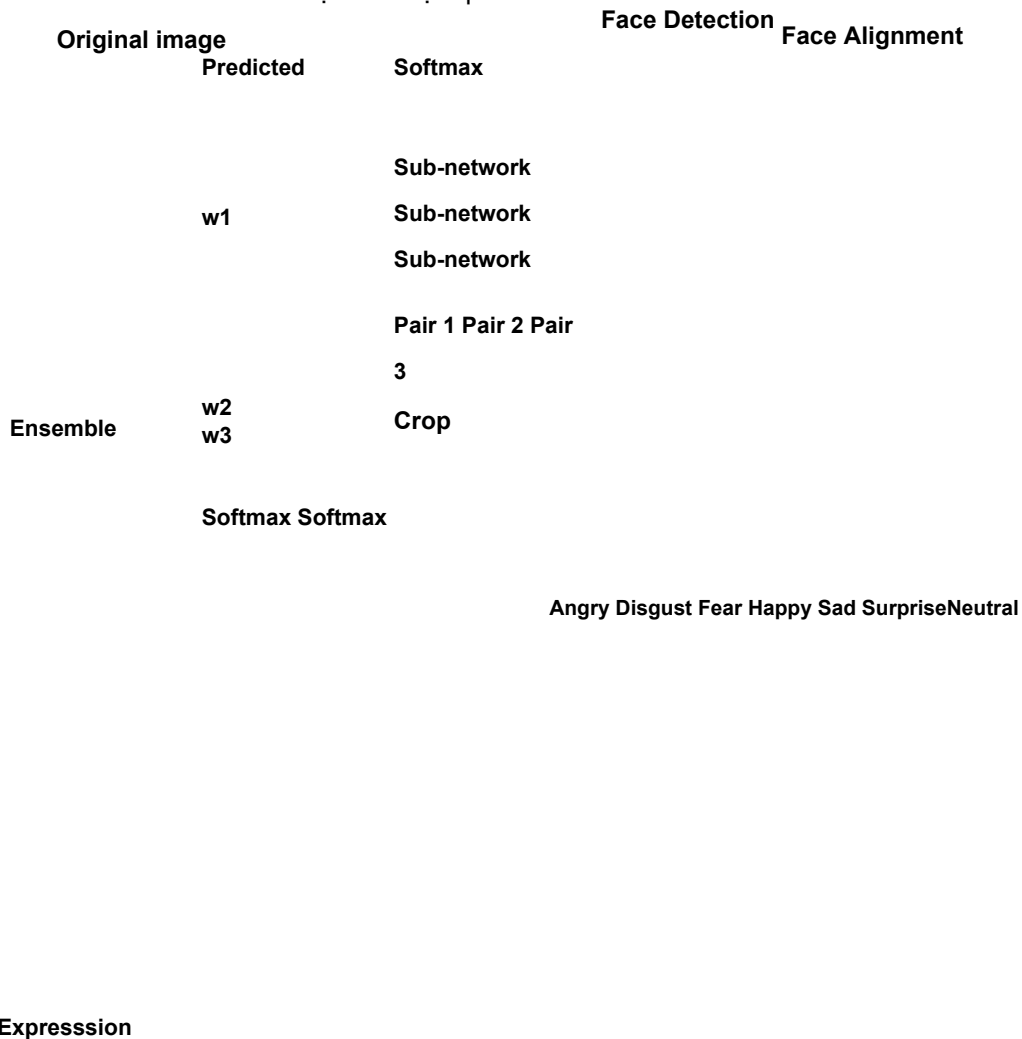 Face Detection
Face Alignment
Original image
Predicted
Softmax
Sub-network
w1
Sub-network
Sub-network
Pair 1 Pair 2 Pair
3
w2
Ensemble
w3
Crop
Softmax Softmax
Angry Disgust Fear Happy Sad SurpriseNeutral
Expresssion